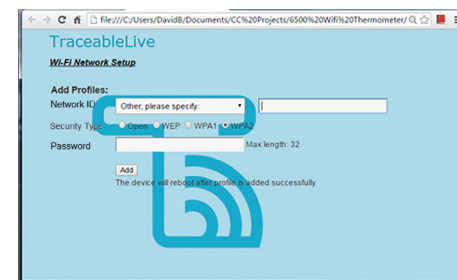 file:///C:/Users/DavidB/Documents/CC%20Projects/6500%20Wifi%20Thermometer/
TraceableLive
Wi-Fi Network Setup
Add Profiles:
Network ID Other, please specify:
Security Type Open WEP WPA1 WPA2
Password Max length: 32
Add
The device will reboot after profile is added successfully